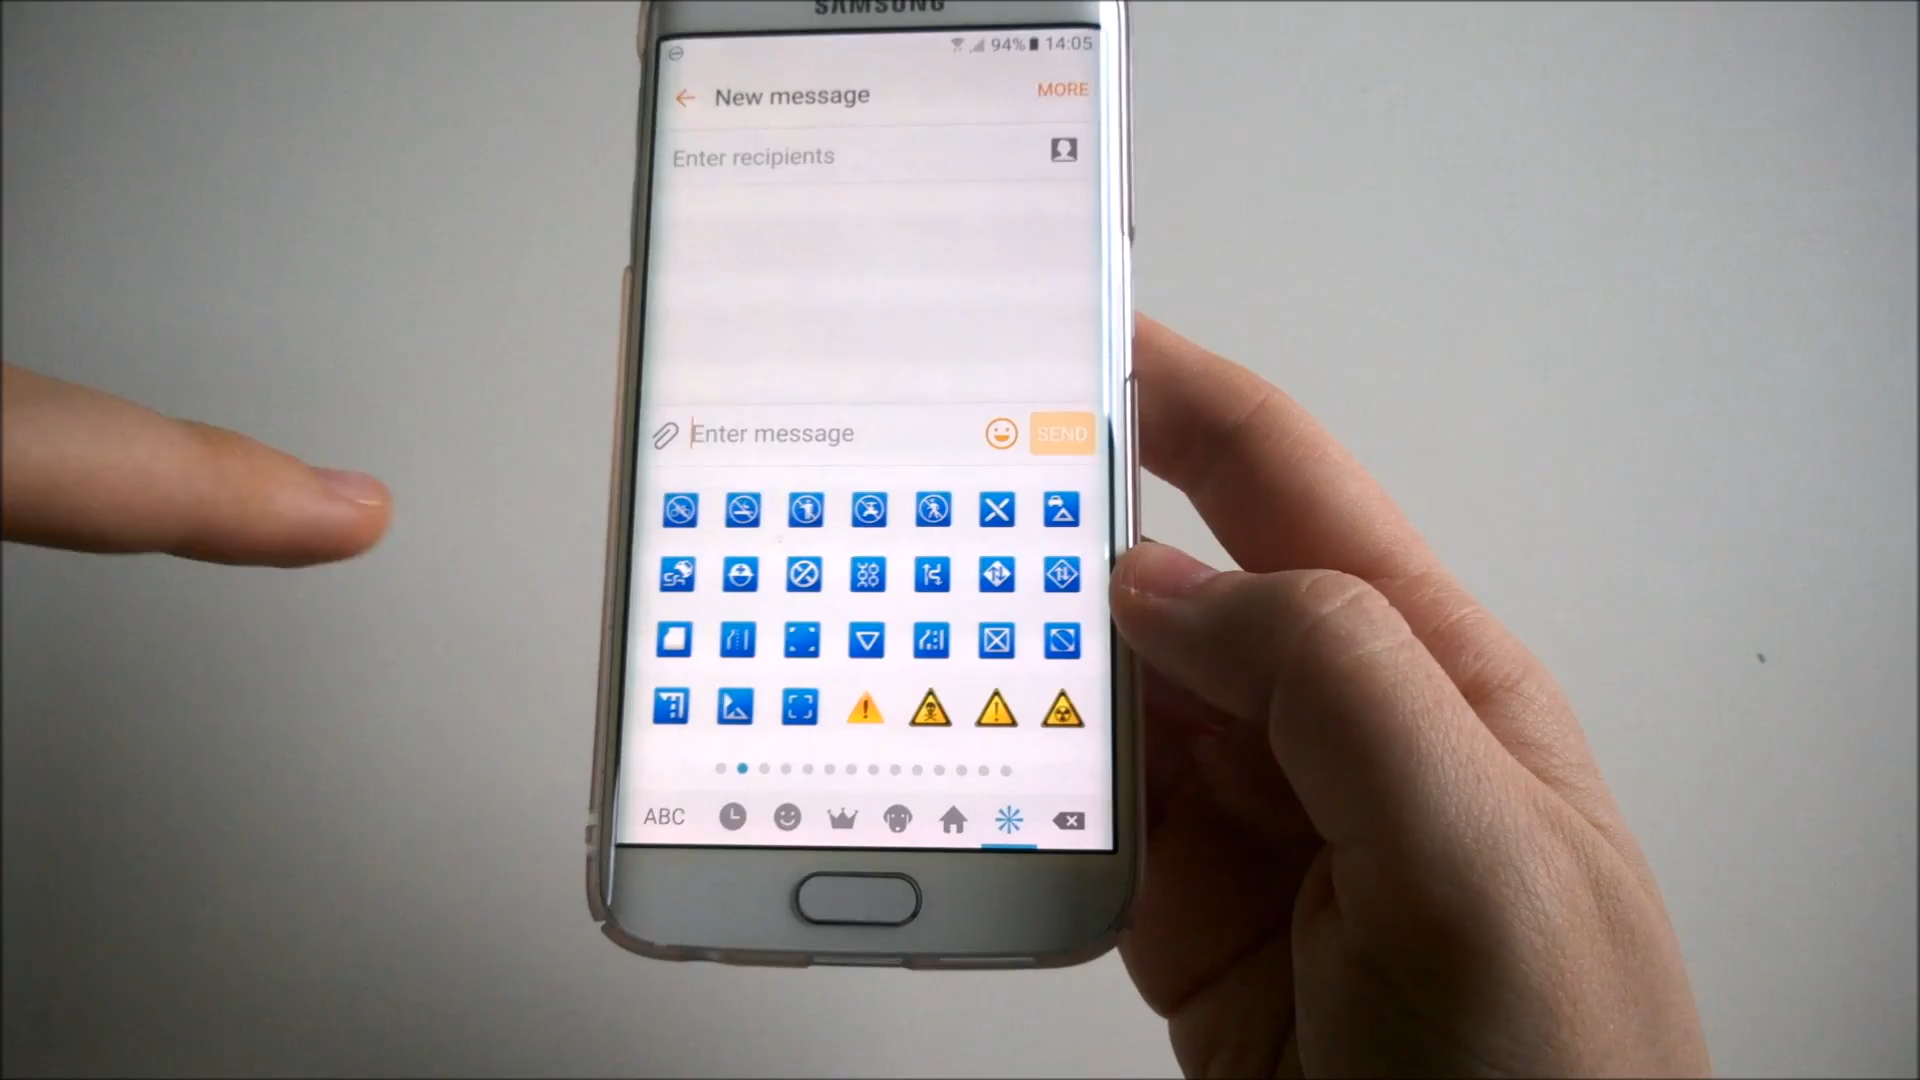 SAMSUNG
94% 14:05
New message
MORE
Enter recipients
Enter message
SEND
ABC